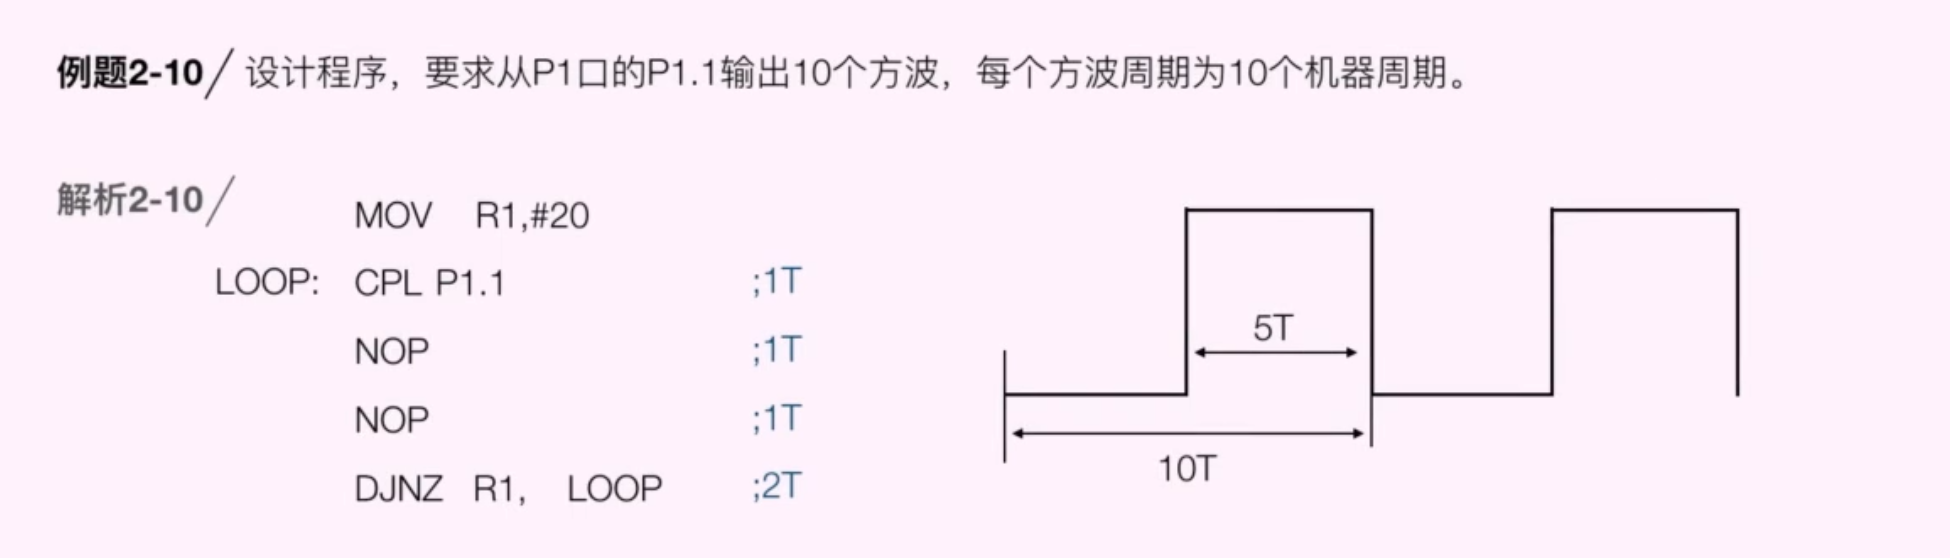 例题2-10/ 设计程序，要求从P1口的P1.1输出10个方波，每个方波周期为10个机器周期。
解析2-10/
MOV R1,#20
LOOP: CPL P1.1 ;1T
NOP ;1T
NOP ;1T
DJNZ R1, LOOP ;2T
5T
10T